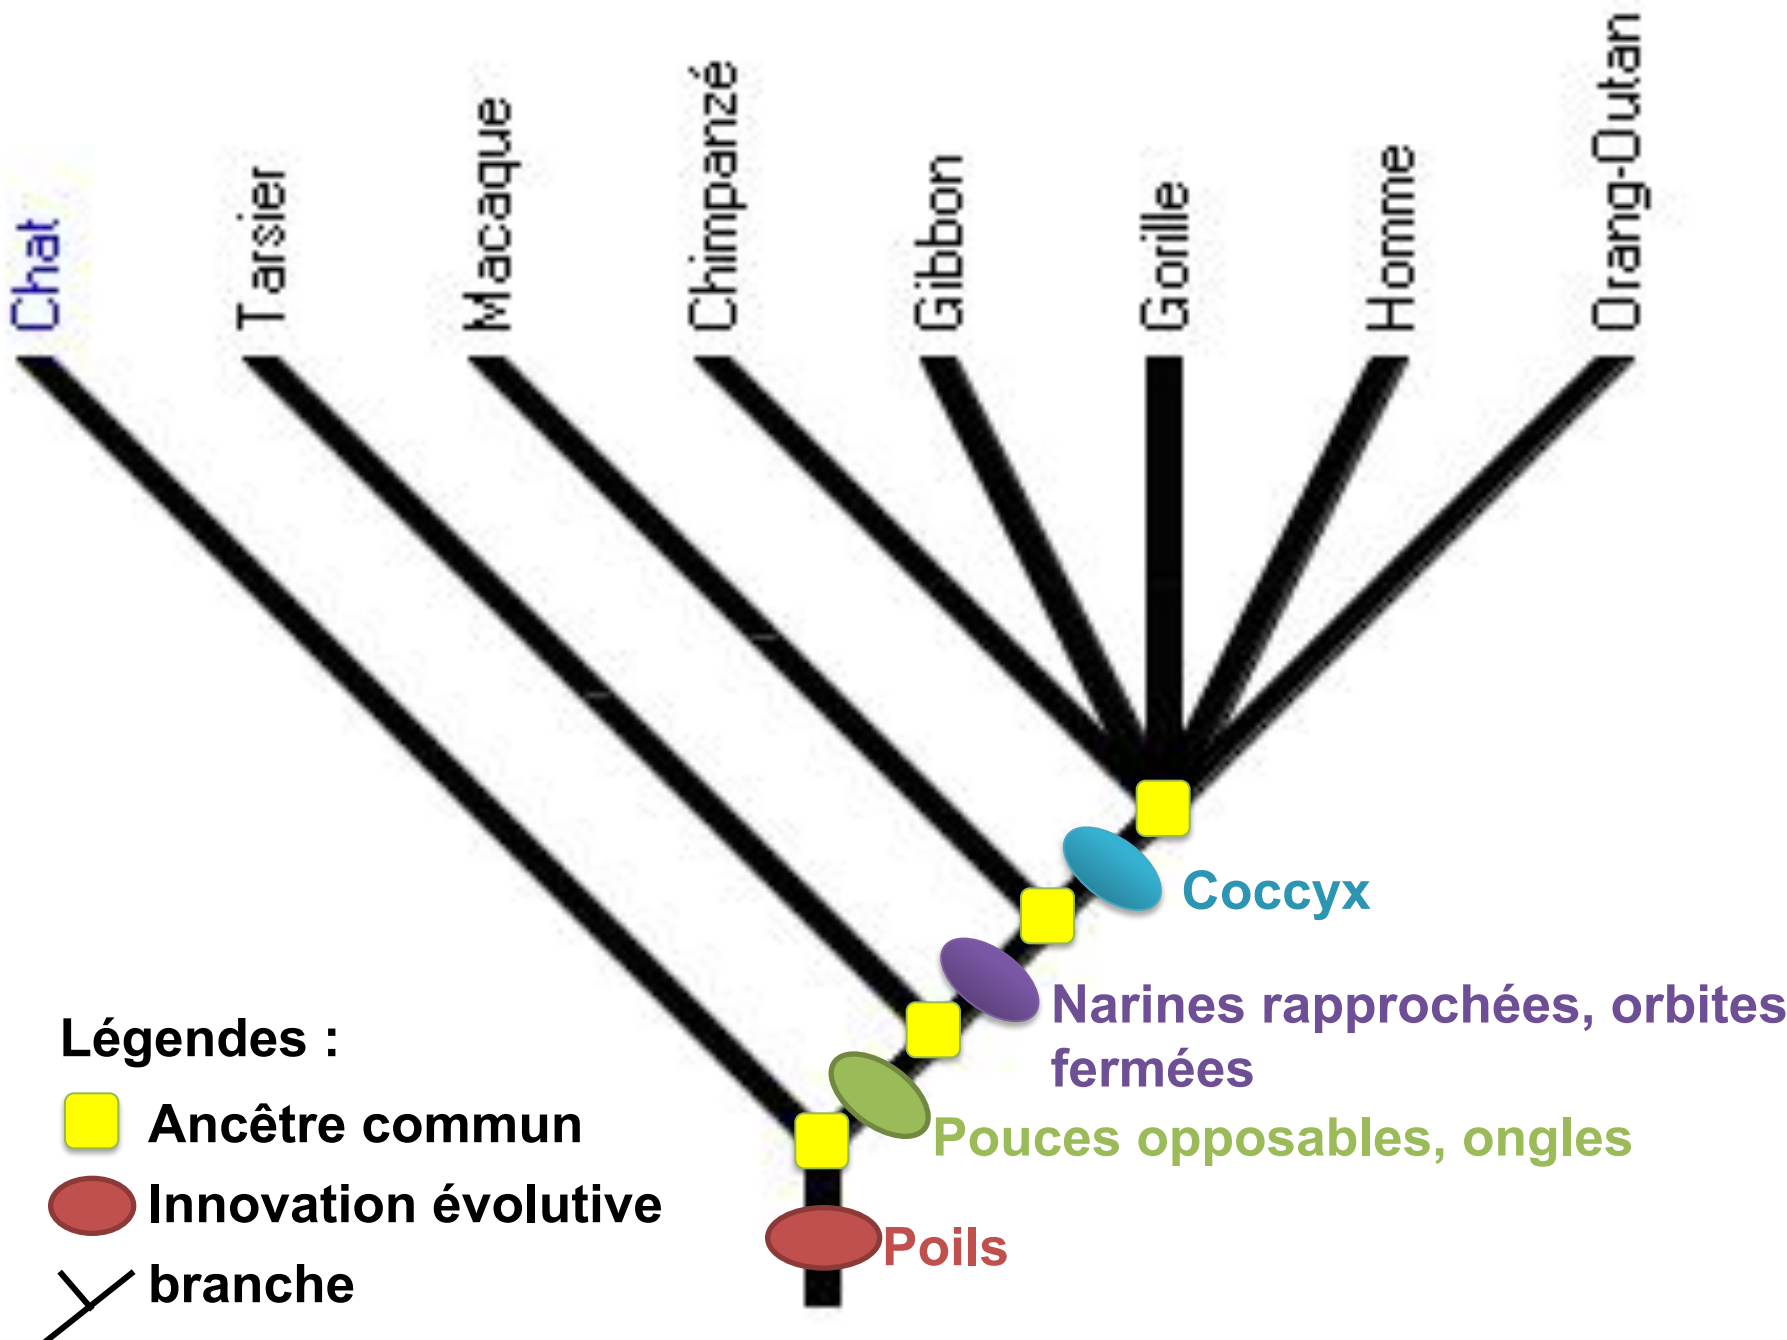 Chat
Tarsier
Macaque
Chimpanzé
Gibbon
Gorille
Homme
Orang-Outan
Coccyx
Narines rapprochées, orbites
fermées
Pouces opposables, ongles
Poils
Légendes :
Ancêtre commun
Innovation évolutive
branche